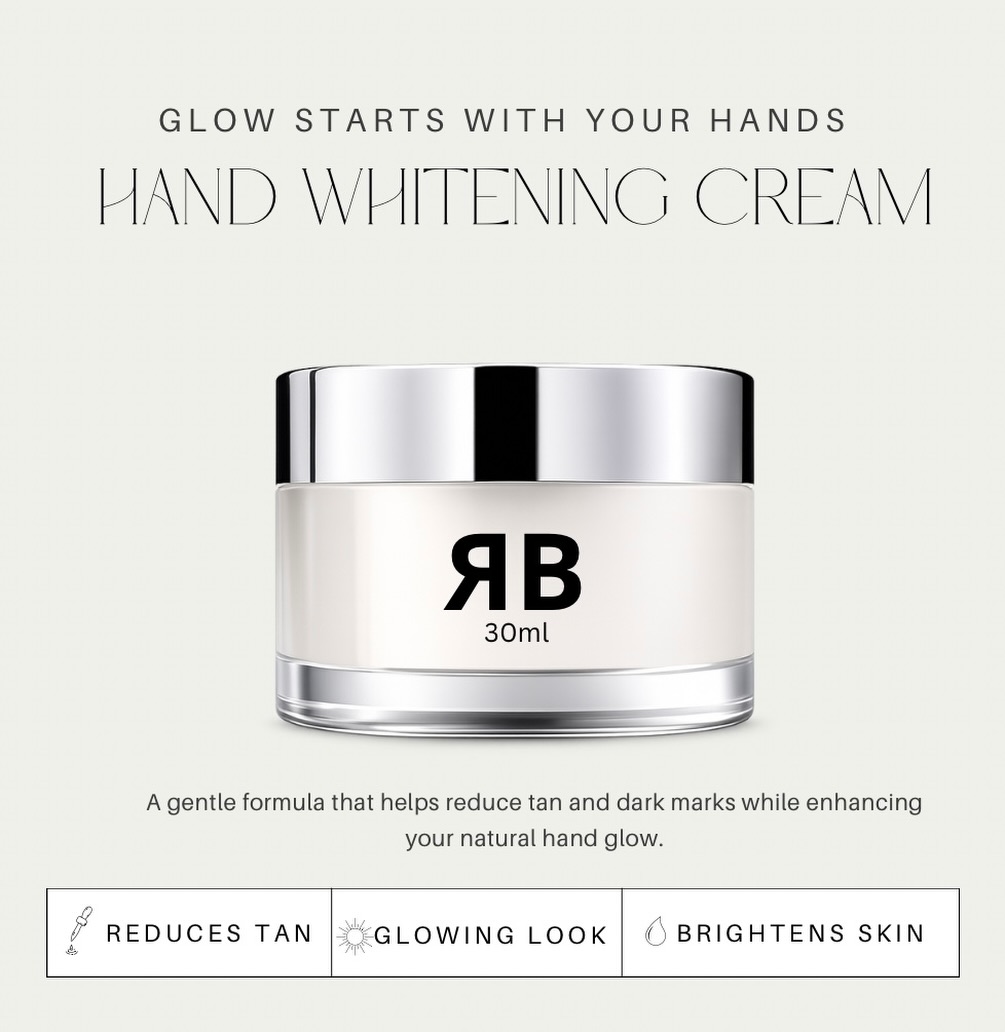 GLOW STARTS WITH YOUR HANDS
HAND WHITENING CREAM
ЯB
30ml
A gentle formula that helps reduce tan and dark marks while enhancing
your natural hand glow.
REDUCES TAN
GLOWING LOOK
BRIGHTENS SKIN